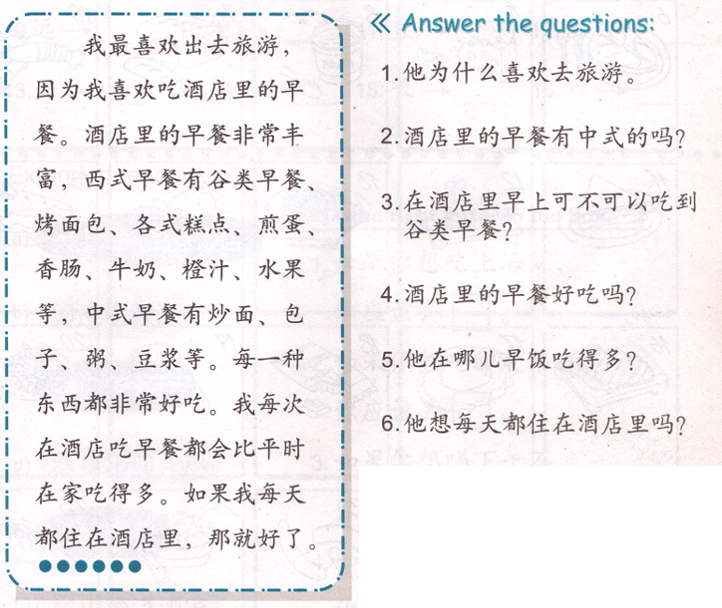 我最喜欢出去旅游，
因为我喜欢吃酒店里的早
餐。酒店里的早餐非常丰
富，西式早餐有谷类早餐、
烤面包、各式糕点、煎蛋、
香肠、牛奶、橙汁、水果
等，中式早餐有炒面、包
子、粥、豆浆等。每一种
东西都非常好吃。我每次
在酒店吃早餐都会比平时
在家吃得多。如果我每天
都住在酒店里，那就好了。
Answer the questions:
1.他为什么喜欢去旅游。
2.酒店里的早餐有中式的吗？
3.在酒店里早上可不可以吃到
谷类早餐？
4.酒店里的早餐好吃吗？
5.他在哪儿早饭吃得多？
6.他想每天都住在酒店里吗？